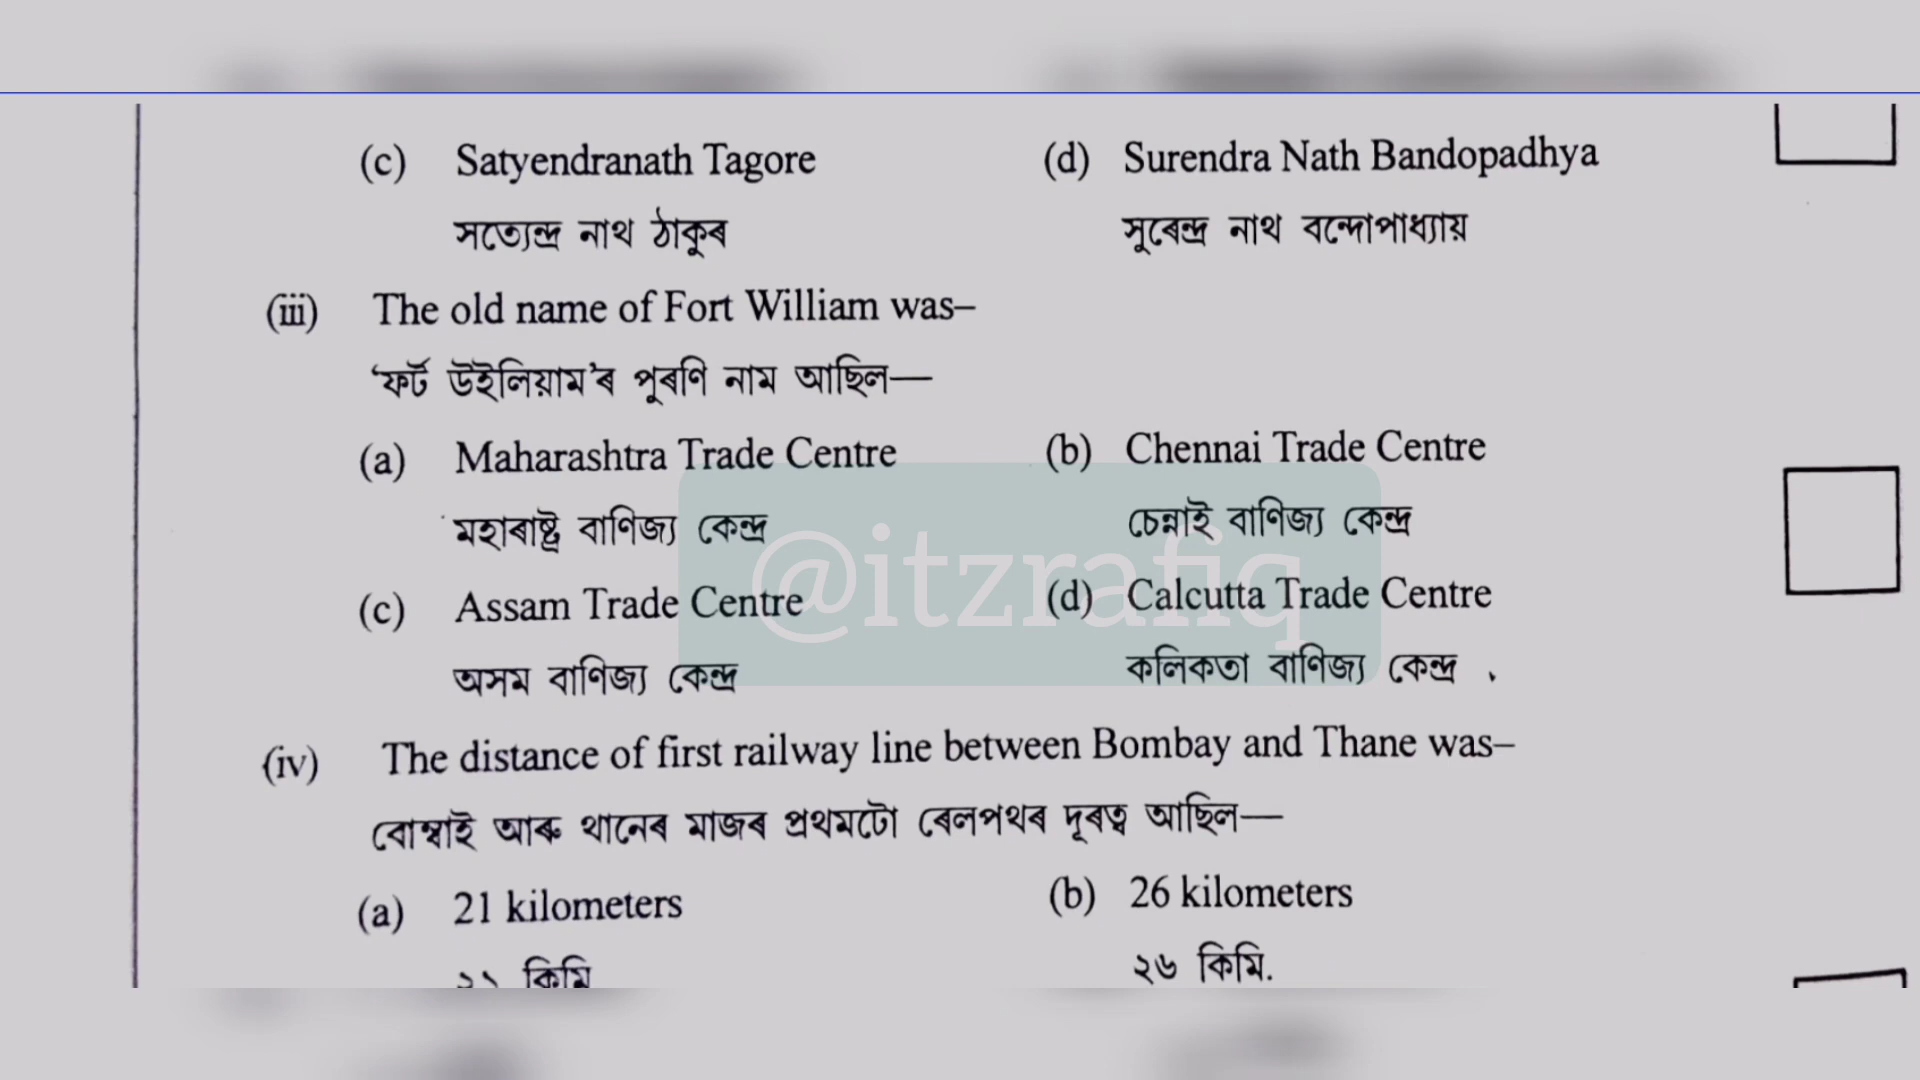 (c) Satyendranath Tagore (d) Surendra Nath Bandopadhya
সত্যেন্দ্ৰ নাথ ঠাকুৰ সুৰেন্দ্ৰ নাথ বন্দোপাধ্যায়
(iii) The old name of Fort William was–
‘ফৰ্ট উইলিয়াম’ৰ পুৰণি নাম আছিল—
(a) Maharashtra Trade Centre (b) Chennai Trade Centre
মহাৰাষ্ট্ৰ বাণিজ্য কেন্দ্ৰ চেন্নাই বাণিজ্য কেন্দ্ৰ
@itzrafiq
(c) Assam Trade Centre (d) Calcutta Trade Centre
অসম বাণিজ্য কেন্দ্ৰ কলিকতা বাণিজ্য কেন্দ্ৰ
(iv) The distance of first railway line between Bombay and Thane was–
বোম্বাই আৰু থানেৰ মাজৰ প্ৰথমটো ৰেলপথৰ দূৰত্ব আছিল—
(a) 21 kilometers (b) 26 kilometers
২১ কিমি ২৬ কিমি.